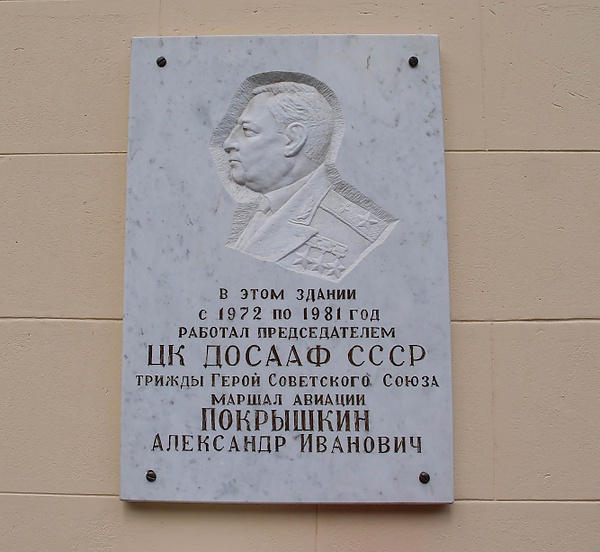 В ЭТОМ ЗДАНИИ
С 1972 ПО 1981 ГОД
РАБОТАЛ ПРЕДСЕДАТЕЛЕМ
ЦК ДОСААФ СССР
ТРИЖДЫ ГЕРОЙ СОВЕТСКОГО СОЮЗА
МАРШАЛ АВИАЦИИ
ПОКРЫШКИН
АЛЕКСАНДР ИВАНОВИЧ